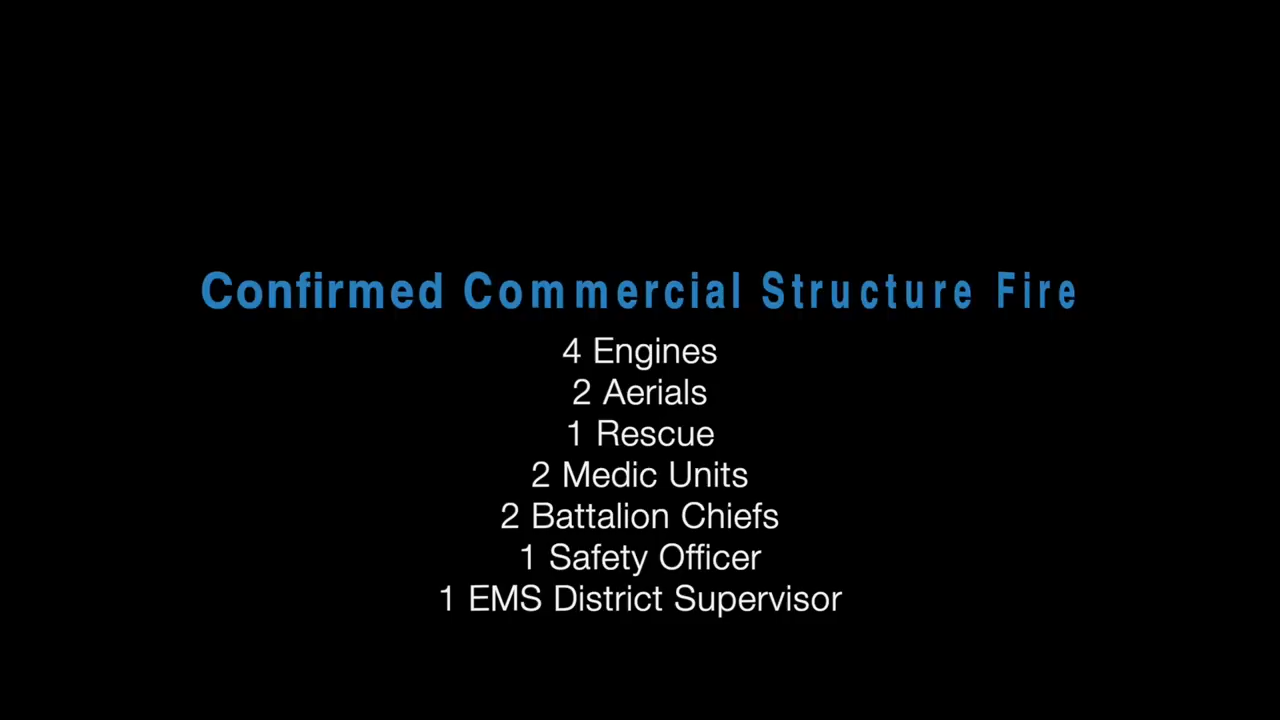 Confirmed Commercial Structure Fire
4 Engines
2 Aerials
1 Rescue
2 Medic Units
2 Battalion Chiefs
1 Safety Officer
1 EMS District Supervisor